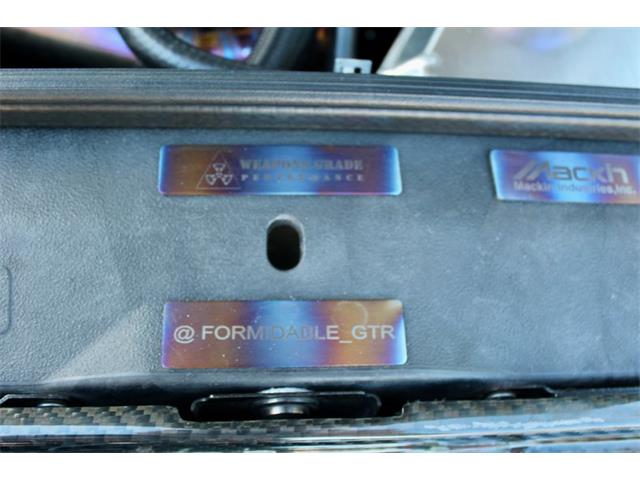 WEAPONS GRADE
PERFORMANCE
Mackin
Mackin Industries, Inc.
@ FORMIDABLE_GTR